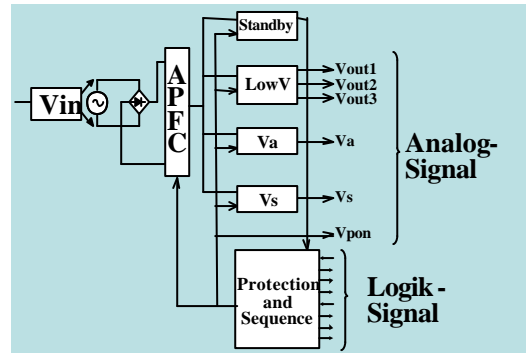 Standby
Vin
A
P
F
C
LowV
Vout1
Vout2
Vout3
Va
Va
Analog-
Signal
Vs
Vs
Vpon
Protection
and
Sequence
Logik -
Signal